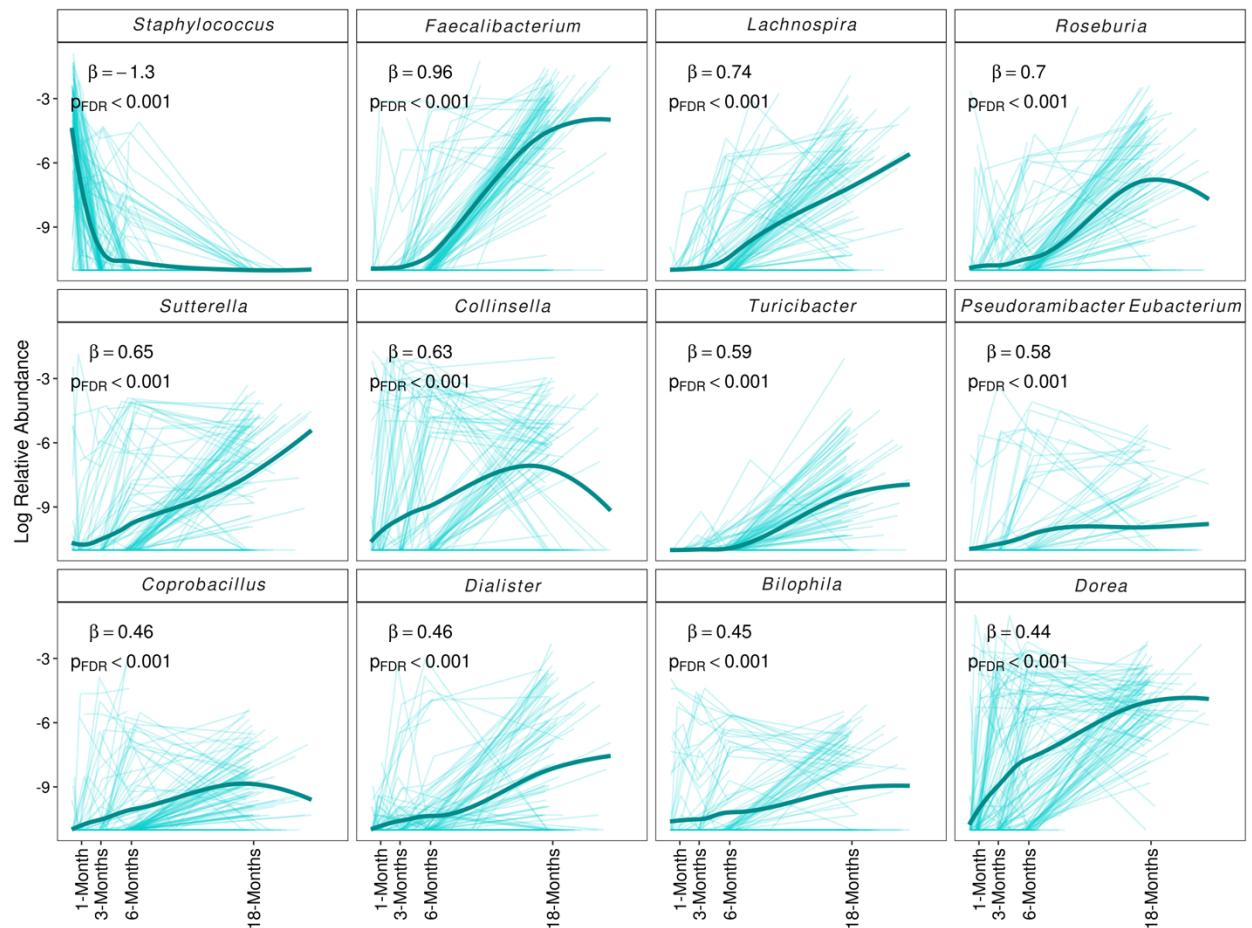 Staphylococcus
Faecalibacterium
Lachnospira
Roseburia
β = −1.3
pFDR < 0.001
β = 0.96
pFDR < 0.001
β = 0.74
pFDR < 0.001
β = 0.7
pFDR < 0.001
-3
-6
-9
Sutterella
Collinsella
Turicibacter
Pseudoramibacter Eubacterium
β = 0.65
pFDR < 0.001
β = 0.63
pFDR < 0.001
β = 0.59
pFDR < 0.001
β = 0.58
pFDR < 0.001
-3
-6
-9
Log Relative Abundance
Coprobacillus
Dialister
Bilophila
Dorea
β = 0.46
pFDR < 0.001
β = 0.46
pFDR < 0.001
β = 0.45
pFDR < 0.001
β = 0.44
pFDR < 0.001
-3
-6
-9
1-Month
3-Months
6-Months
18-Months
1-Month
3-Months
6-Months
18-Months
1-Month
3-Months
6-Months
18-Months
1-Month
3-Months
6-Months
18-Months